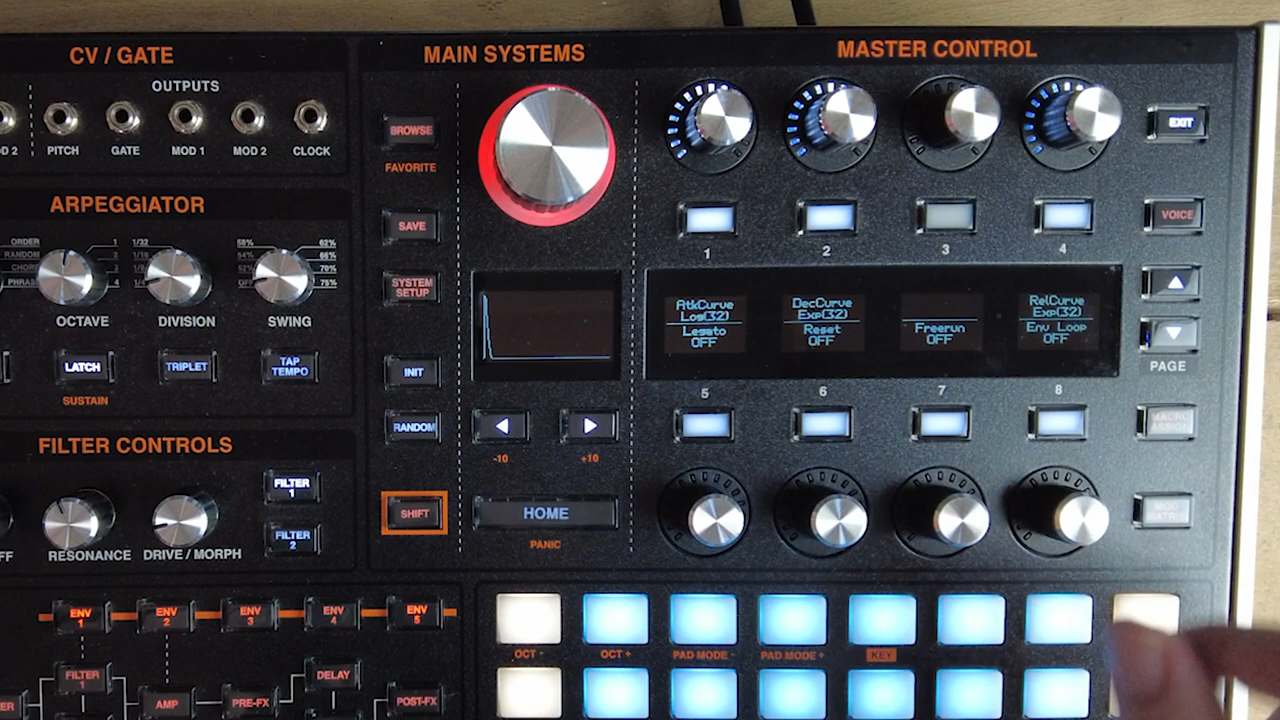 CV / GATE
MAIN SYSTEMS
MASTER CONTROL
OUTPUTS
PITCH
GATE
MOD 1
MOD 2
CLOCK
BROWSE
FAVORITE
EXIT
ARPEGGIATOR
SAVE
VOICE
1
2
3
4
ORDER
RANDOM
PHRASE
1
4
1/32
58%
OFF
62%
66%
70%
75%
SYSTEM
SETUP
OCTAVE
DIVISION
SWING
AtkCurve
Log(32)
Legato
OFF
DecCurve
Exp(32)
Reset
OFF
Freerun
OFF
RelCurve
Exp(32)
Env Loop
OFF
PAGE
LATCH
TRIPLET
TAP
TEMPO
SUSTAIN
INIT
5
6
7
8
RANDOM
-10
+10
FILTER CONTROLS
FILTER
1
FILTER
2
RESONANCE
DRIVE / MORPH
SHIFT
HOME
PANIC
ENV
1
ENV
2
ENV
3
ENV
4
ENV
5
OCT -
OCT +
PAD MODE -
PAD MODE +
KEY
FILTER
1
DELAY
AMP
PRE-FX
POST-FX